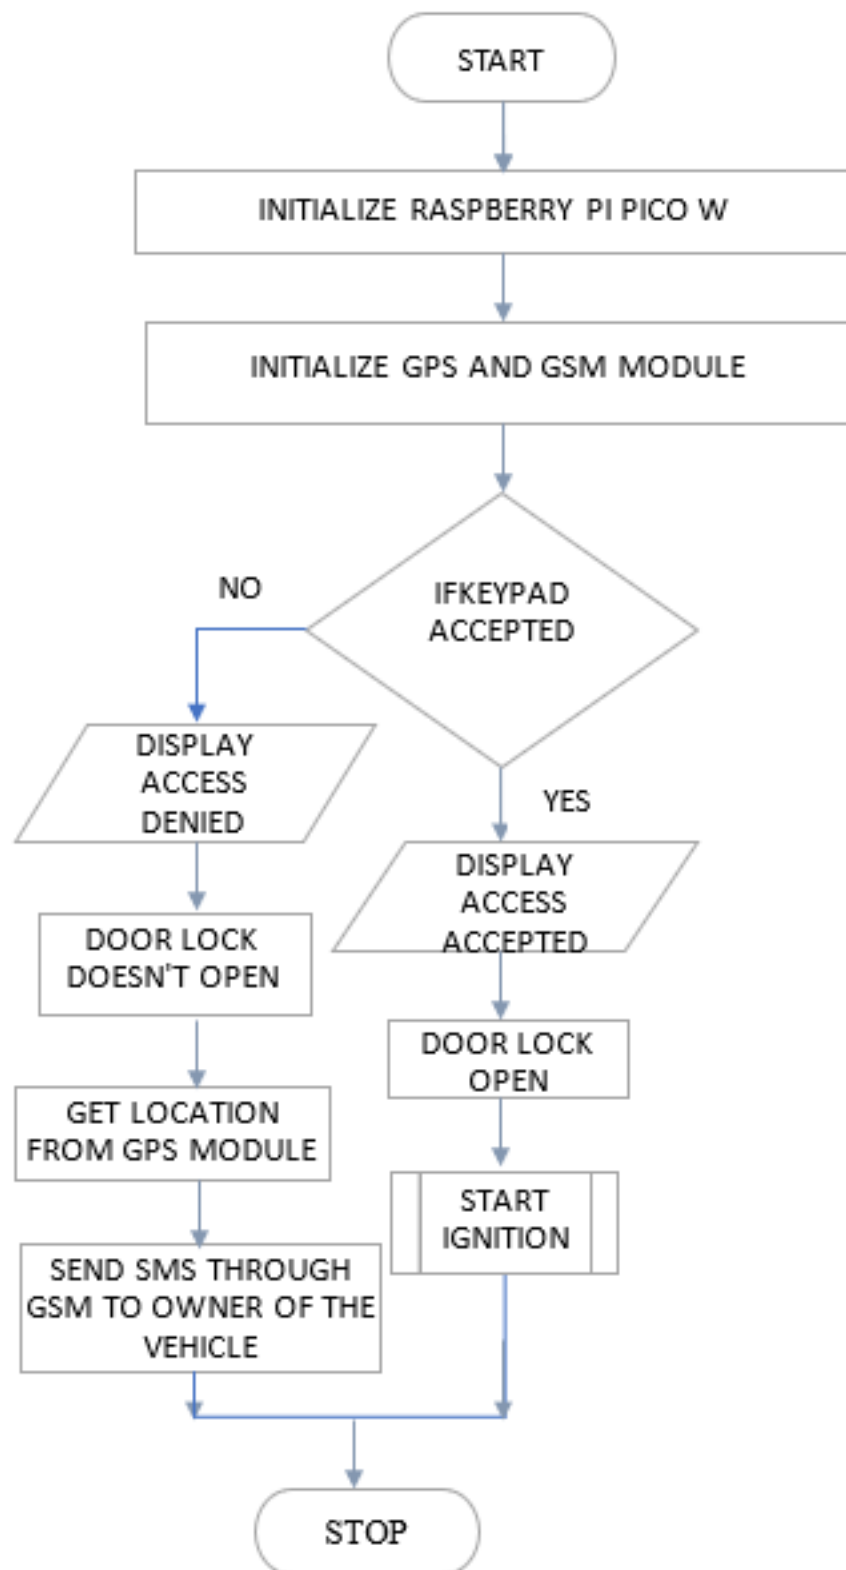 START
INITIALIZE RASPBERRY PI PICO W
INITIALIZE GPS AND GSM MODULE
IFKEYPAD
ACCEPTED
NO
YES
DISPLAY
ACCESS
DENIED
DISPLAY
ACCESS
ACCEPTED
DOOR LOCK
DOESN'T OPEN
DOOR LOCK
OPEN
GET LOCATION
FROM GPS MODULE
START
IGNITION
SEND SMS THROUGH
GSM TO OWNER OF THE
VEHICLE
STOP